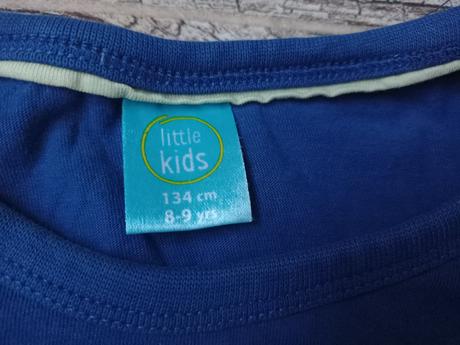 little
kids
134 cm
8-9 yrs